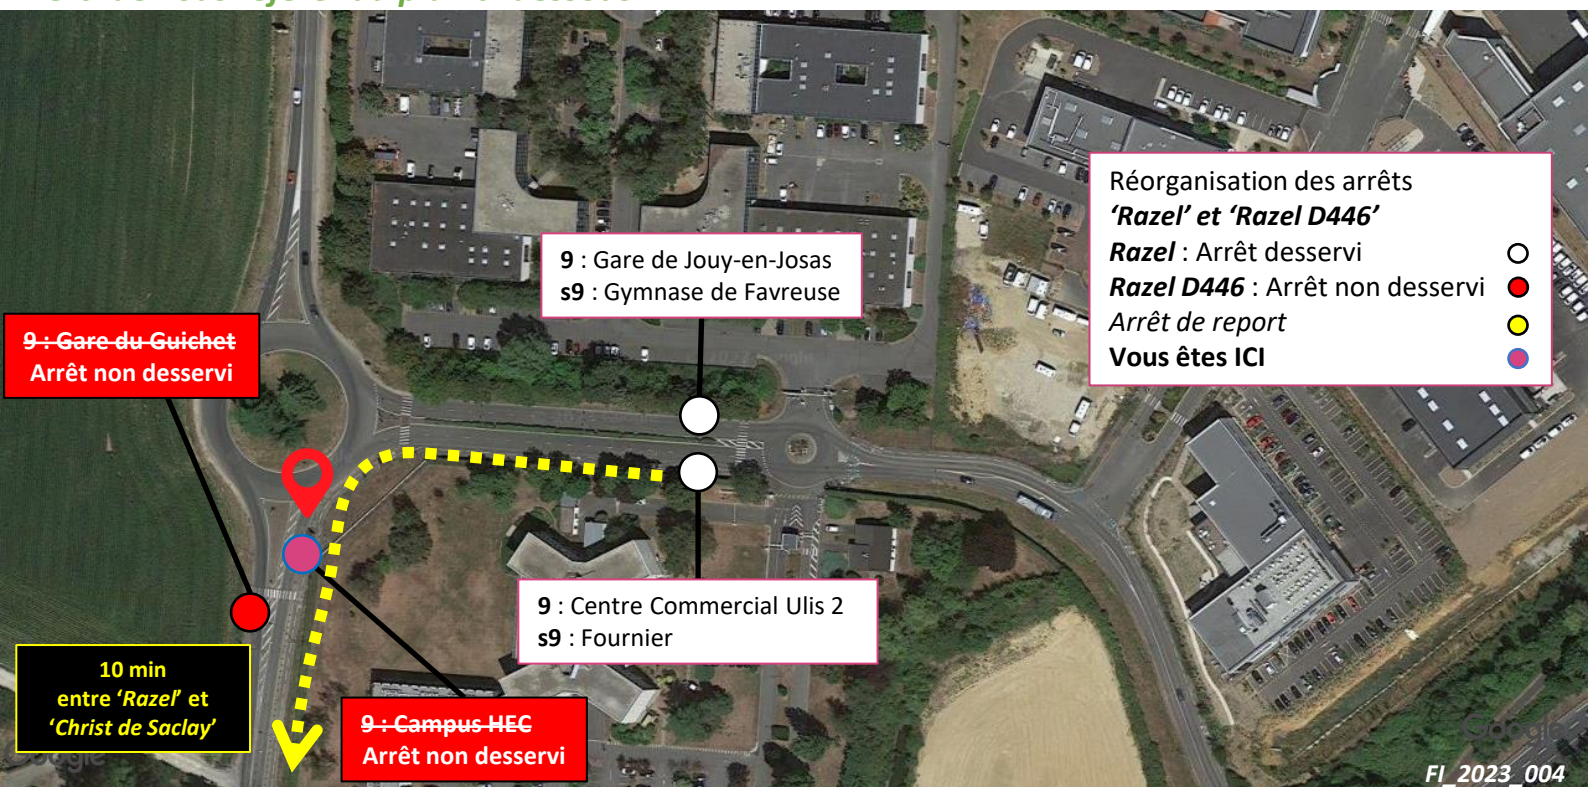 Réorganisation des arrêts
‘Razel’ et ‘Razel D446’
Razel : Arrêt desservi
Razel D446 : Arrêt non desservi
Arrêt de report
Vous êtes ICI
9 : Gare de Jouy-en-Josas
s9 : Gymnase de Favreuse
9 : Gare du Guichet
Arrêt non desservi
9 : Centre Commercial Ulis 2
s9 : Fournier
10 min
entre ‘Razel’ et
‘Christ de Saclay’
9 : Campus HEC
Arrêt non desservi
Google
Google
FI_2023_004